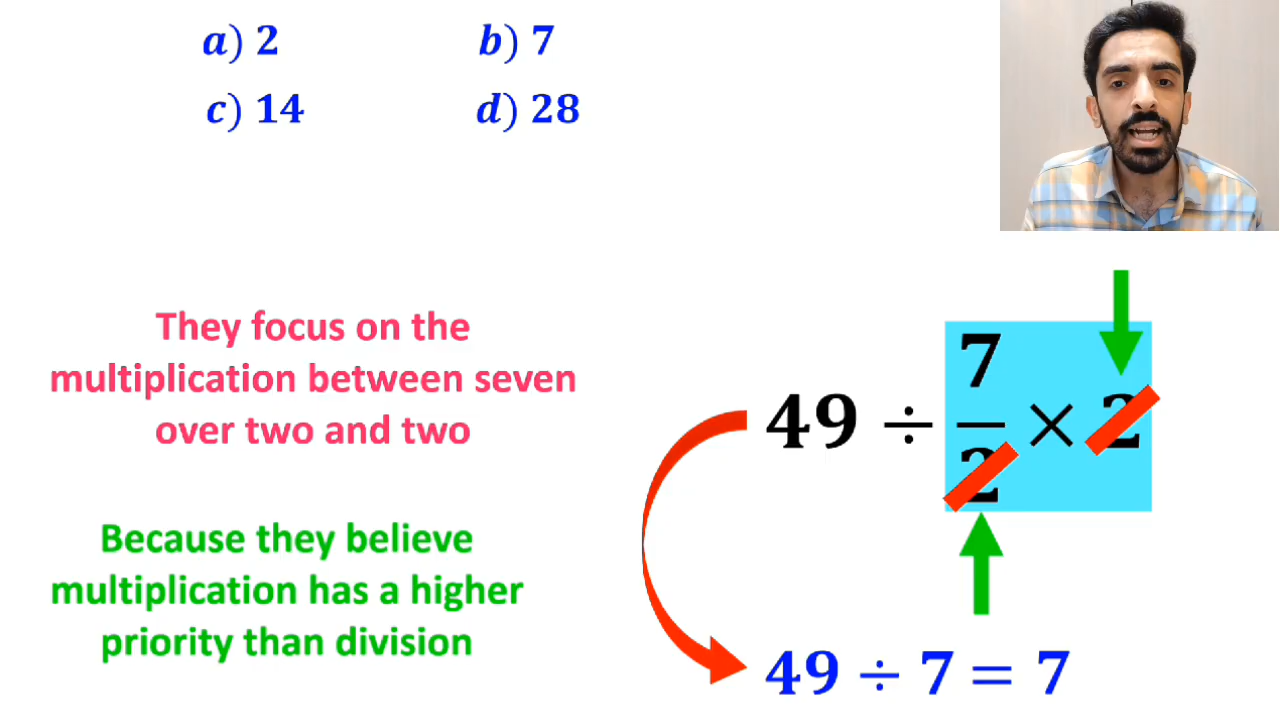 a) 2 b) 7
c) 14 d) 28
They focus on the
multiplication between seven
over two and two
Because they believe
multiplication has a higher
priority than division
49 ÷ 7/2 × 2
49 ÷ 7 = 7